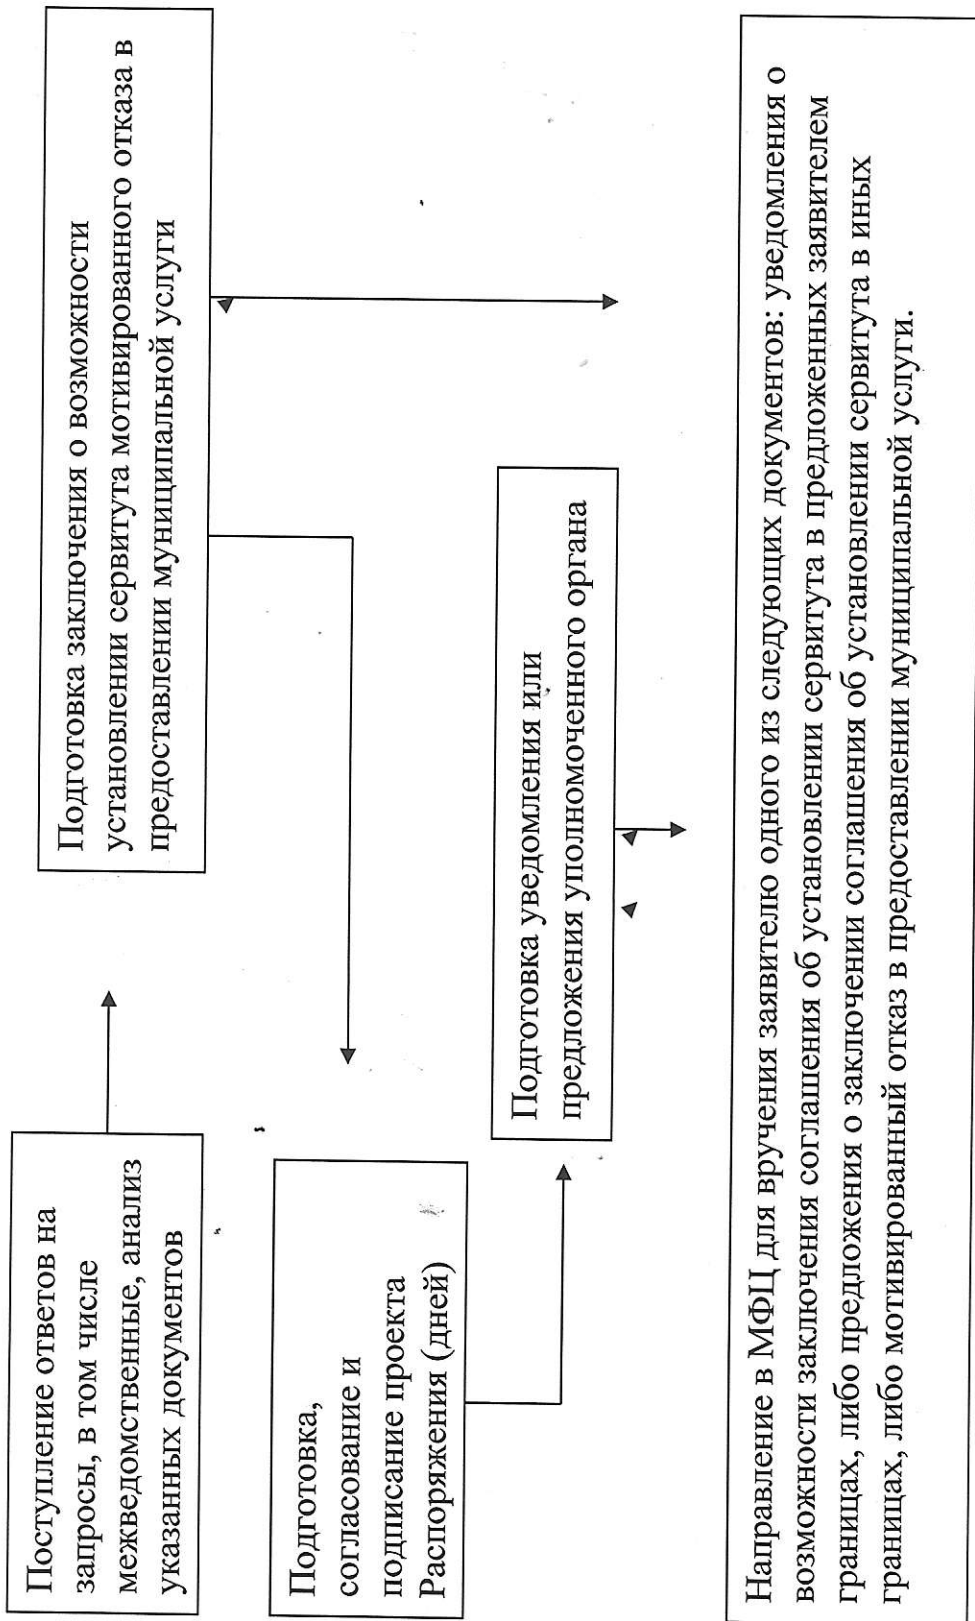 Поступление ответов на
запросы, в том числе
межведомственные, анализ
указанных документов
Подготовка заключения о возможности
установлении сервитута мотивированного отказа в
предоставлении муниципальной услуги
Подготовка,
согласование и
подписание проекта
Распоряжения (дней)
Подготовка уведомления или
предложения уполномоченного органа
Направление в МФЦ для вручения заявителю одного из следующих документов: уведомления о
возможности заключения соглашения об установлении сервитута в предложенных заявителем
границах, либо предложения о заключении соглашения об установлении сервитута в иных
границах, либо мотивированный отказ в предоставлении муниципальной услуги.